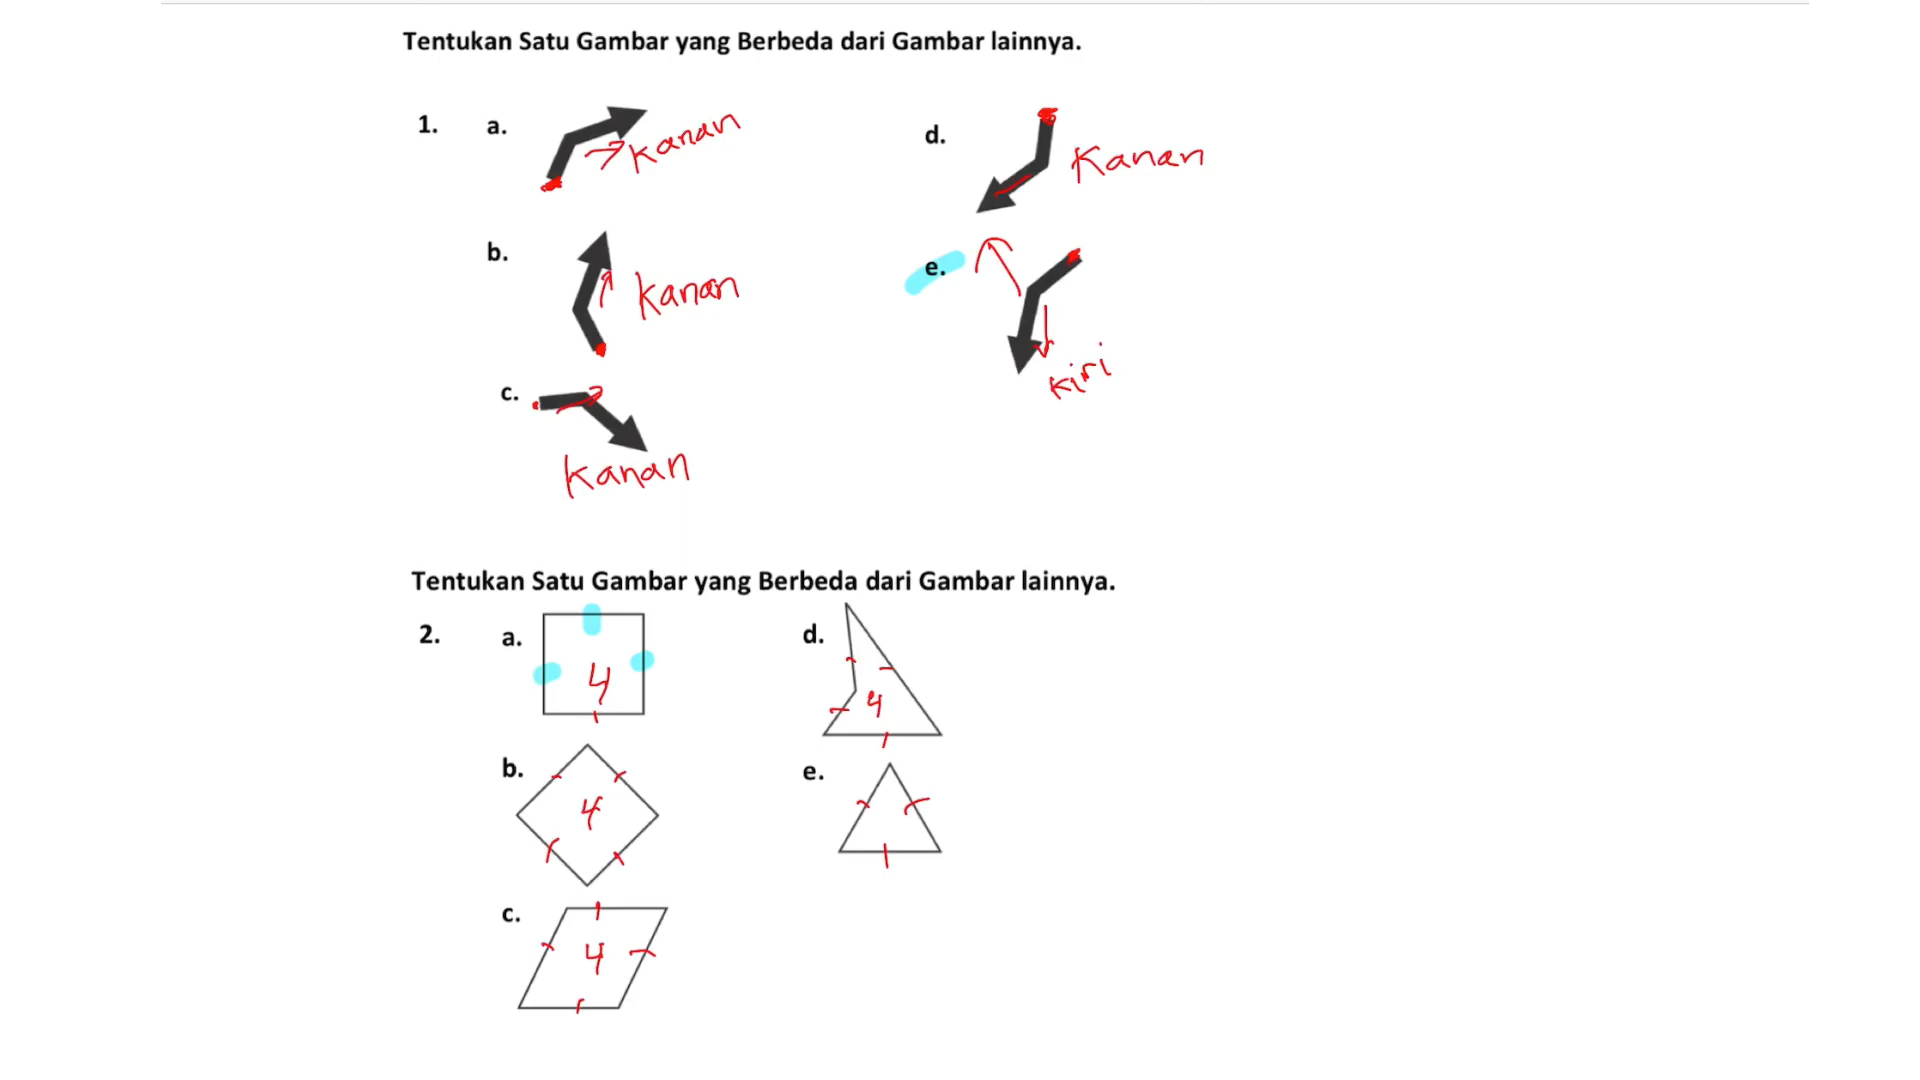 Tentukan Satu Gambar yang Berbeda dari Gambar lainnya.
1. a. Kanan
b. Kanan
c.
Kanan
d. Kanan
e.
Kiri
Tentukan Satu Gambar yang Berbeda dari Gambar lainnya.
2. a. 4
b. 4
c. 4
d. 4
e.